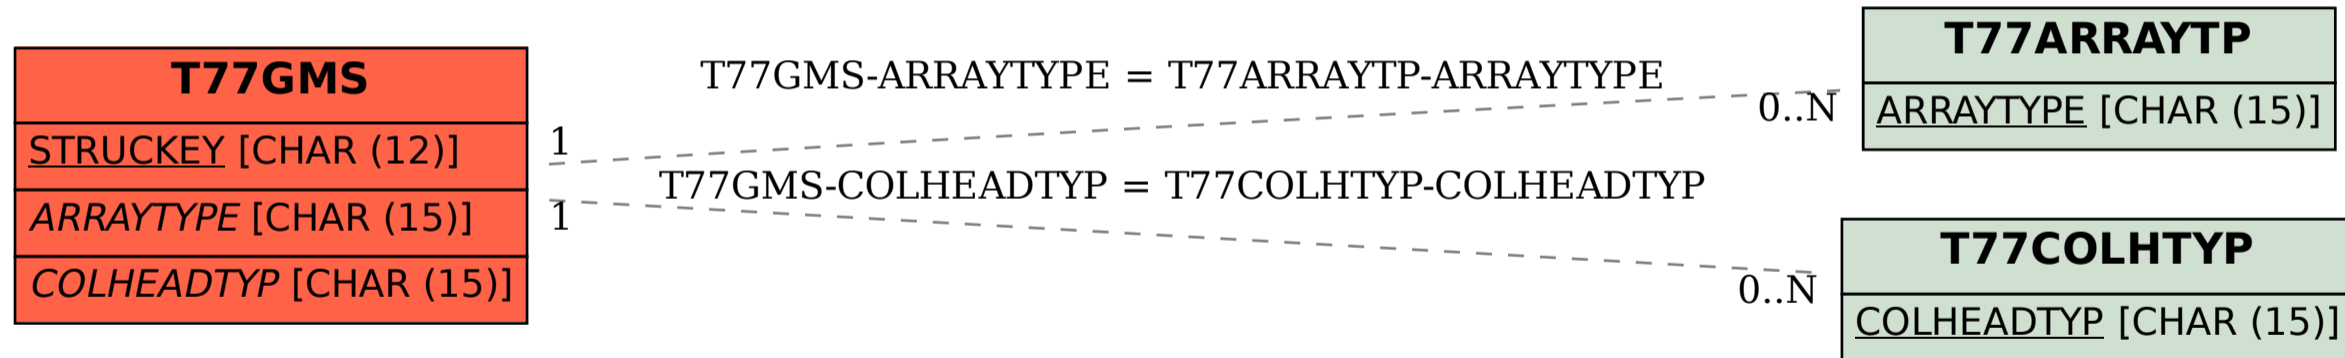 T77GMS
STRUCKEY [CHAR (12)]
ARRAYTYPE [CHAR (15)]
COLHEADTYP [CHAR (15)]
T77GMS-ARRAYTYPE = T77ARRAYTP-ARRAYTYPE
1
0..N
T77GMS-COLHEADTYP = T77COLHTYP-COLHEADTYP
1
0..N
T77ARRAYTP
ARRAYTYPE [CHAR (15)]
T77COLHTYP
COLHEADTYP [CHAR (15)]